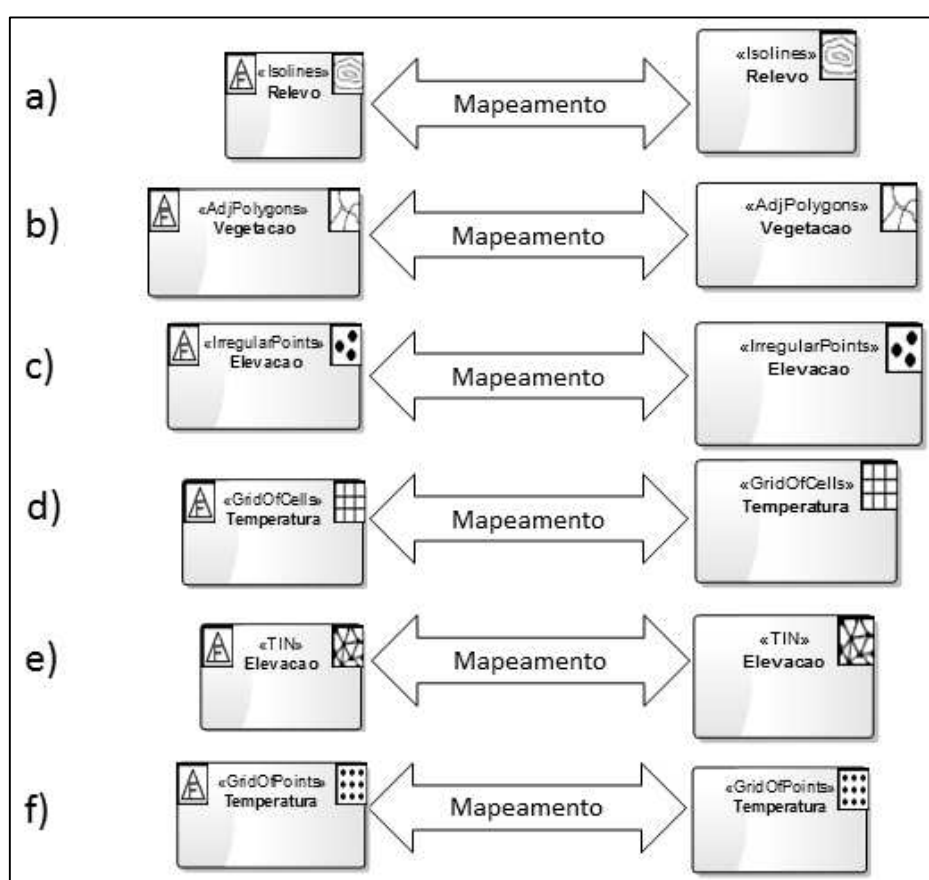 a)
«Isolines»
Relevo
Mapeamento
«Isolines»
Relevo
b)
«AdjPolygons»
Vegetacao
Mapeamento
«AdjPolygons»
Vegetacao
c)
«IrregularPoints»
Elevacao
Mapeamento
«IrregularPoints»
Elevacao
d)
«GridOfCells»
Temperatura
Mapeamento
«GridOfCells»
Temperatura
e)
«TIN»
Elevacao
Mapeamento
«TIN»
Elevacao
f)
«GridOfPoints»
Temperatura
Mapeamento
«GridOfPoints»
Temperatura